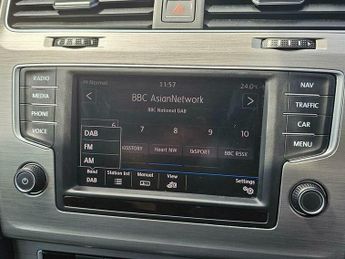 RADIO
MEDIA
PHONE
VOICE
11:57
24.0
BBC AsianNetwork
BBC National DAB
6 7 8 9 10
Heart NW
BBC R5SX
DAB
FM
AM
Band
DAB
Station list
Manual
View
Settings
NAV
TRAFFIC
CAR
MENU